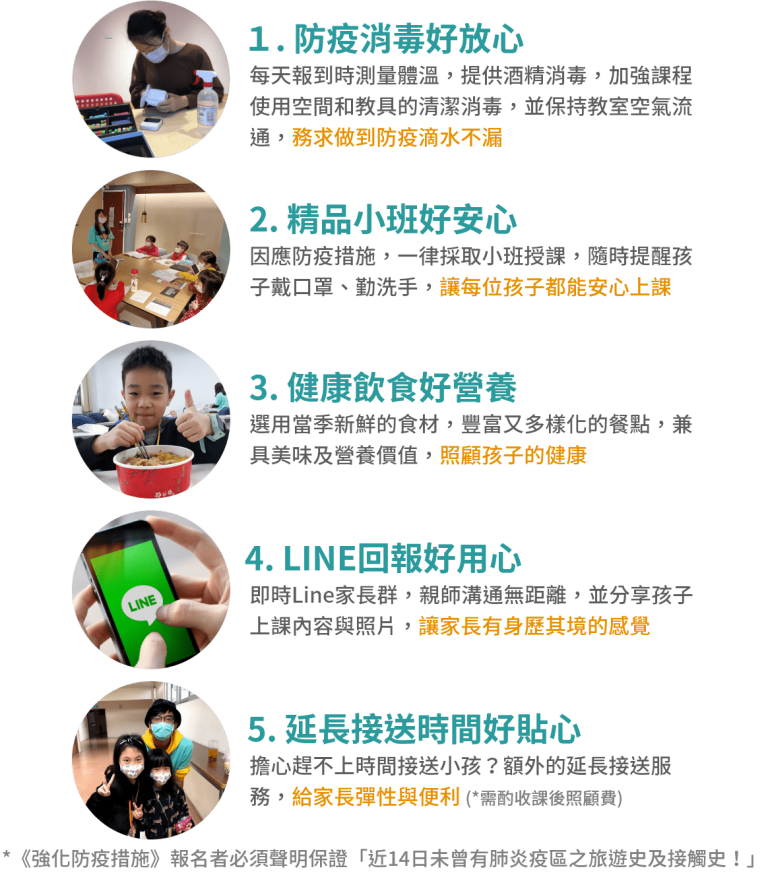 1. 防疫消毒好放心
每天報到時測量體溫，提供酒精消毒，加強課程
使用空間和教具的清潔消毒，並保持教室空氣流
通，務求做到防疫滴水不漏
2. 精品小班好安心
因應防疫措施，一律採取小班授課，隨時提醒孩
子戴口罩、勤洗手，讓每位孩子都能安心上課
3. 健康飲食好營養
選用當季新鮮的食材，豐富又多樣化的餐點，兼
具美味及營養價值，照顧孩子的健康
4. LINE回報好用心
LINE
即時Line家長群，親師溝通無距離，並分享孩子
上課內容與照片，讓家長有身歷其境的感覺
5. 延長接送時間好貼心
擔心趕不上時間接送小孩？額外的延長接送服
務，給家長彈性與便利 (*需酌收課後照顧費)
*《強化防疫措施》報名者必須聲明保證「近14日未曾有肺炎疫區之旅遊史及接觸史！」